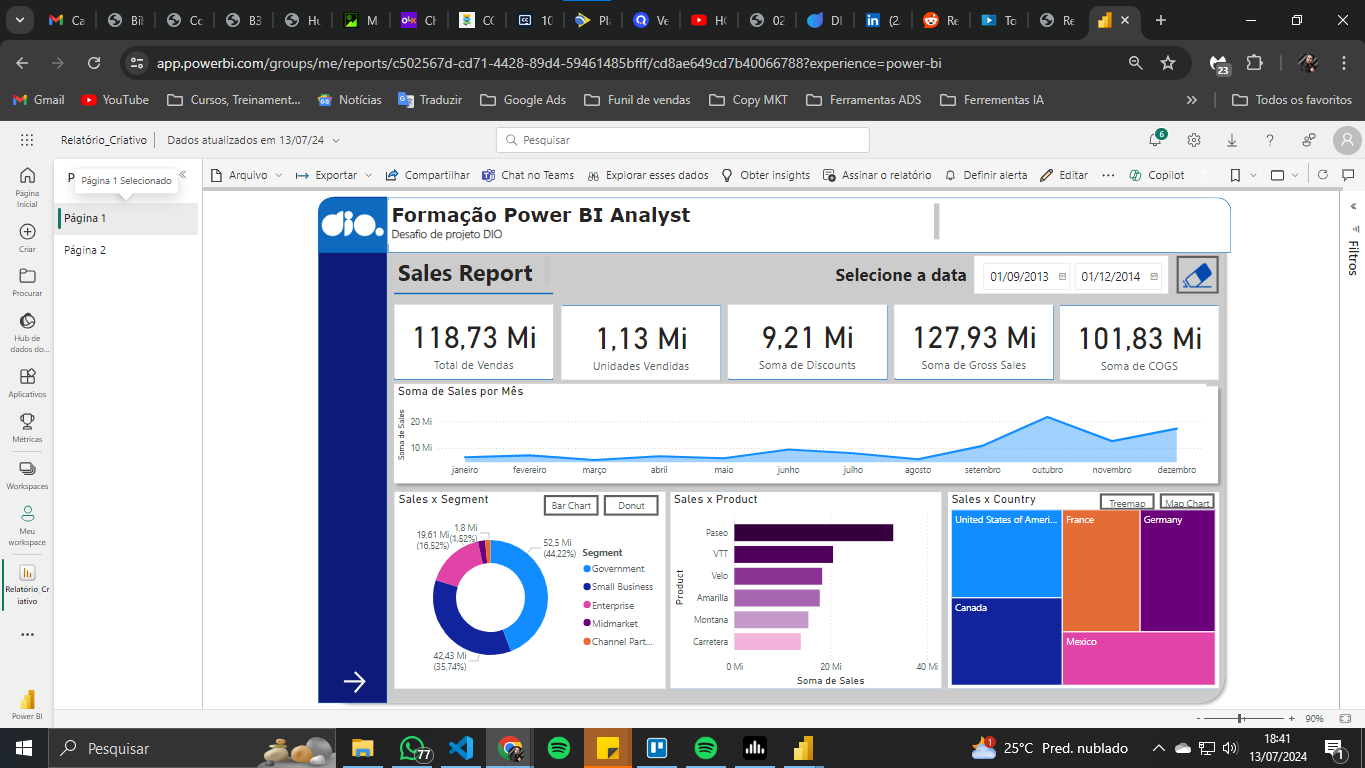 Ca
Bil
Co
B3
Hu
M
Ch
CC
10
Pla
Ve
HO
02
DI
(2.
Re
To
Re
app.powerbi.com/groups/me/reports/c502567d-cd71-4428-89d4-59461485bfff/cd8ae649cd7b40066788?experience=power-bi
23
Gmail
YouTube
Cursos, Treinament...
Notícias
Traduzir
Google Ads
Funil de vendas
Copy MKT
Ferramentas ADS
Ferrementas IA
Todos os favoritos
Relatório_Criativo
Dados atualizados em 13/07/24
Pesquisar
6
Página
Inicial
Criar
Procurar
Hub de
dados do...
Aplicativos
Métricas
Workspaces
Meu
workspace
Relatório_Cr
iativo
Power BI
P
Página 1 Selecionado
Página 1
Página 2
Arquivo
Exportar
Compartilhar
Chat no Teams
Explorar esses dados
Obter insights
Assinar o relatório
Definir alerta
Editar
Copilot
Filtros
dio.
Formação Power BI Analyst
Desafio de projeto DIO
Sales Report
Selecione a data
01/09/2013
01/12/2014
118,73 Mi
Total de Vendas
1,13 Mi
Unidades Vendidas
9,21 Mi
Soma de Discounts
127,93 Mi
Soma de Gross Sales
101,83 Mi
Soma de COGS
Soma de Sales por Mês
Soma de Sales
20 Mi
10 Mi
janeiro
fevereiro
março
abril
maio
junho
julho
agosto
setembro
outubro
novembro
dezembro
Sales x Segment
Bar Chart
Donut
1,8 Mi
(1,52%)
19,61 Mi
(16,52%)
52,5 Mi
(44,22%)
42,43 Mi
(35,74%)
Segment
Government
Small Business
Enterprise
Midmarket
Channel Part...
Sales x Product
Product
Paseo
VTT
Velo
Amarilla
Montana
Carretera
0 Mi
20 Mi
40 Mi
Soma de Sales
Sales x Country
Treemap
Map Chart
United States of Ameri...
France
Germany
Canada
Mexico
90%
Pesquisar
77
1
25°C Pred. nublado
18:41
13/07/2024
1